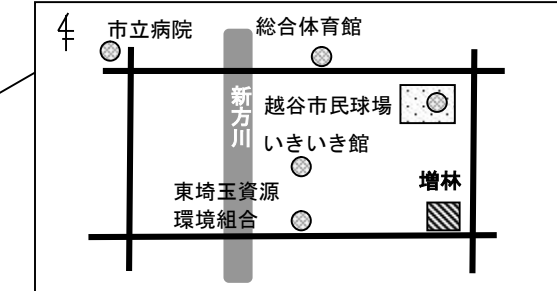 市立病院
総合体育館
新方川
越谷市民球場
いきいき館
増林
東埼玉資源
環境組合